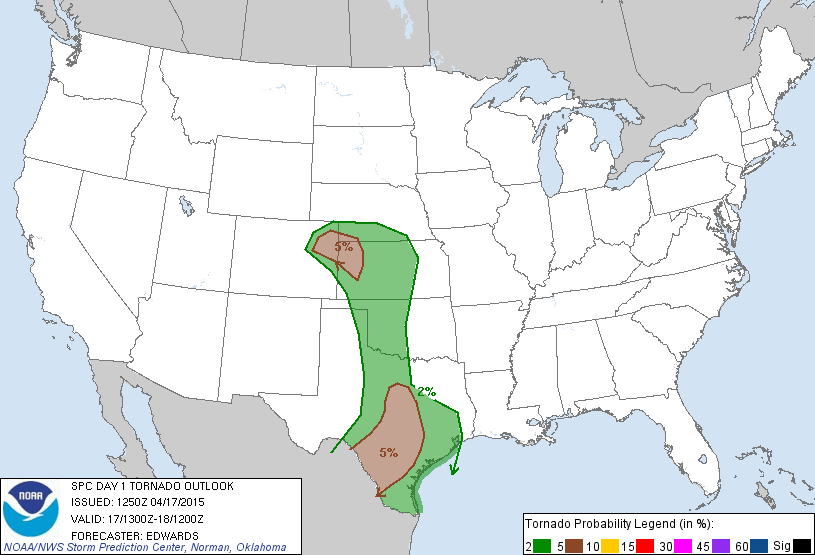 5%
2%
5%
NOAA
SPC DAY 1 TORNADO OUTLOOK
ISSUED: 1250Z 04/17/2015
VALID: 17/1300Z-18/1200Z
FORECASTER: EDWARDS
NOAA/NWS Storm Prediction Center, Norman, Oklahoma
Tornado Probability Legend (in %):
2 5 10 15 30 45 60 Sig